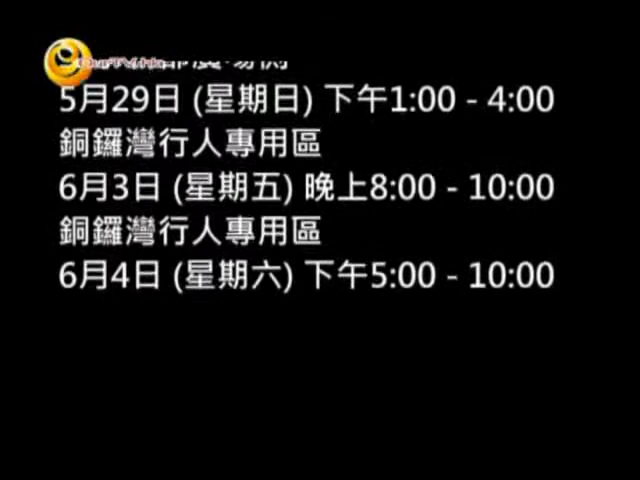 5月29日 (星期日) 下午1:00 - 4:00
銅鑼灣行人專用區
6月3日 (星期五) 晚上8:00 - 10:00
銅鑼灣行人專用區
6月4日 (星期六) 下午5:00 - 10:00